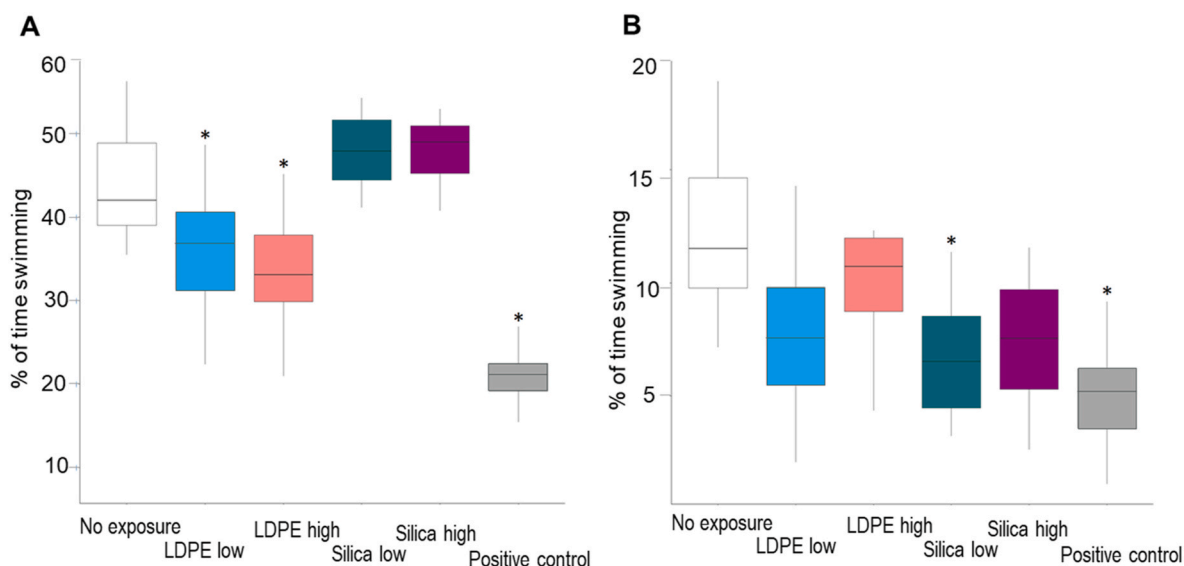 A
% of time swimming
60
50
40
30
20
10
*
*
*
No exposure
LDPE low
LDPE high
Silica low
Silica high
Positive control
B
% of time swimming
20
15
10
5
*
*
No exposure
LDPE low
LDPE high
Silica low
Silica high
Positive control